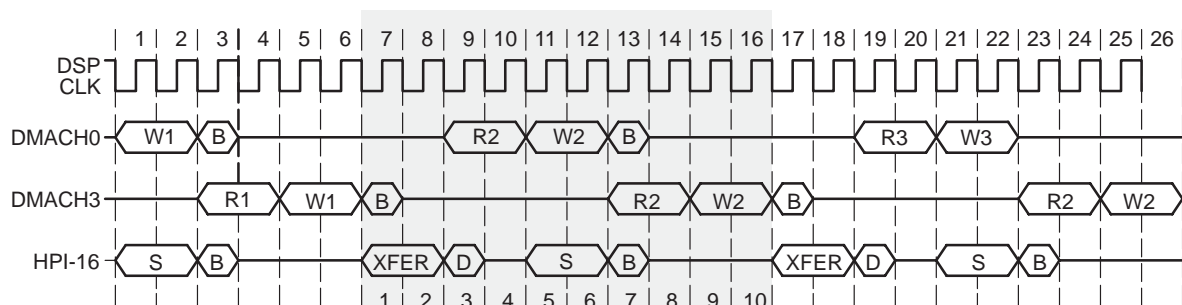 1 2 3 4 5 6 7 8 9 10 11 12 13 14 15 16 17 18 19 20 21 22 23 24 25 26
DSP
CLK
DMACH0 W1 B R2 W2 B R3 W3
DMACH3 R1 W1 B R2 W2 B R2 W2
HPI-16 S B XFER D S B XFER D S B
1 2 3 4 5 6 7 8 9 10